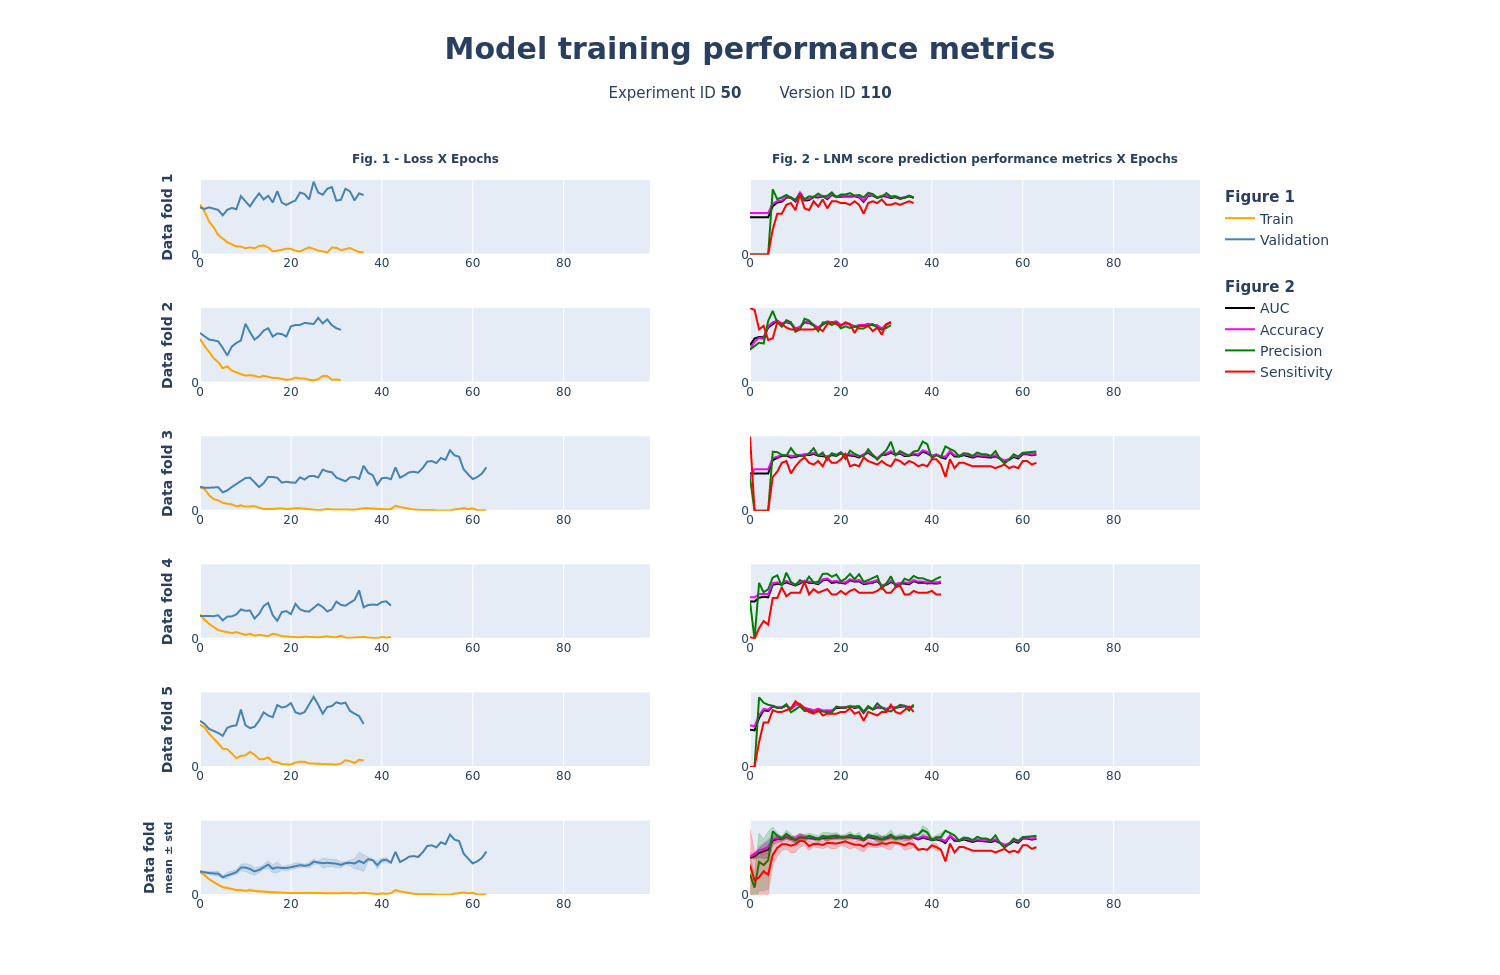 Model training performance metrics
Experiment ID 50 Version ID 110
Fig. 1 - Loss X Epochs
Fig. 2 - LNM score prediction performance metrics X Epochs
Data fold 1
0
0 20 40 60 80
0
0 20 40 60 80
Figure 1
Train
Validation
Figure 2
AUC
Accuracy
Precision
Sensitivity
Data fold 2
0
0 20 40 60 80
0
0 20 40 60 80
Data fold 3
0
0 20 40 60 80
0
0 20 40 60 80
Data fold 4
0
0 20 40 60 80
0
0 20 40 60 80
Data fold 5
0
0 20 40 60 80
0
0 20 40 60 80
Data fold
mean ± std
0
0 20 40 60 80
0
0 20 40 60 80